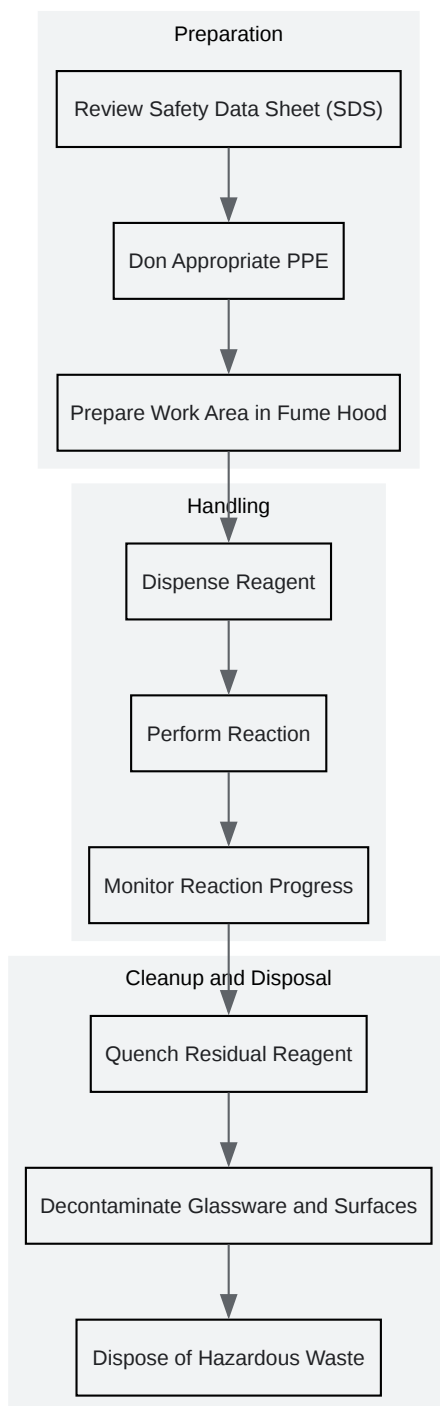 Preparation
Review Safety Data Sheet (SDS)
Don Appropriate PPE
Prepare Work Area in Fume Hood
Handling
Dispense Reagent
Perform Reaction
Monitor Reaction Progress
Cleanup and Disposal
Quench Residual Reagent
Decontaminate Glassware and Surfaces
Dispose of Hazardous Waste